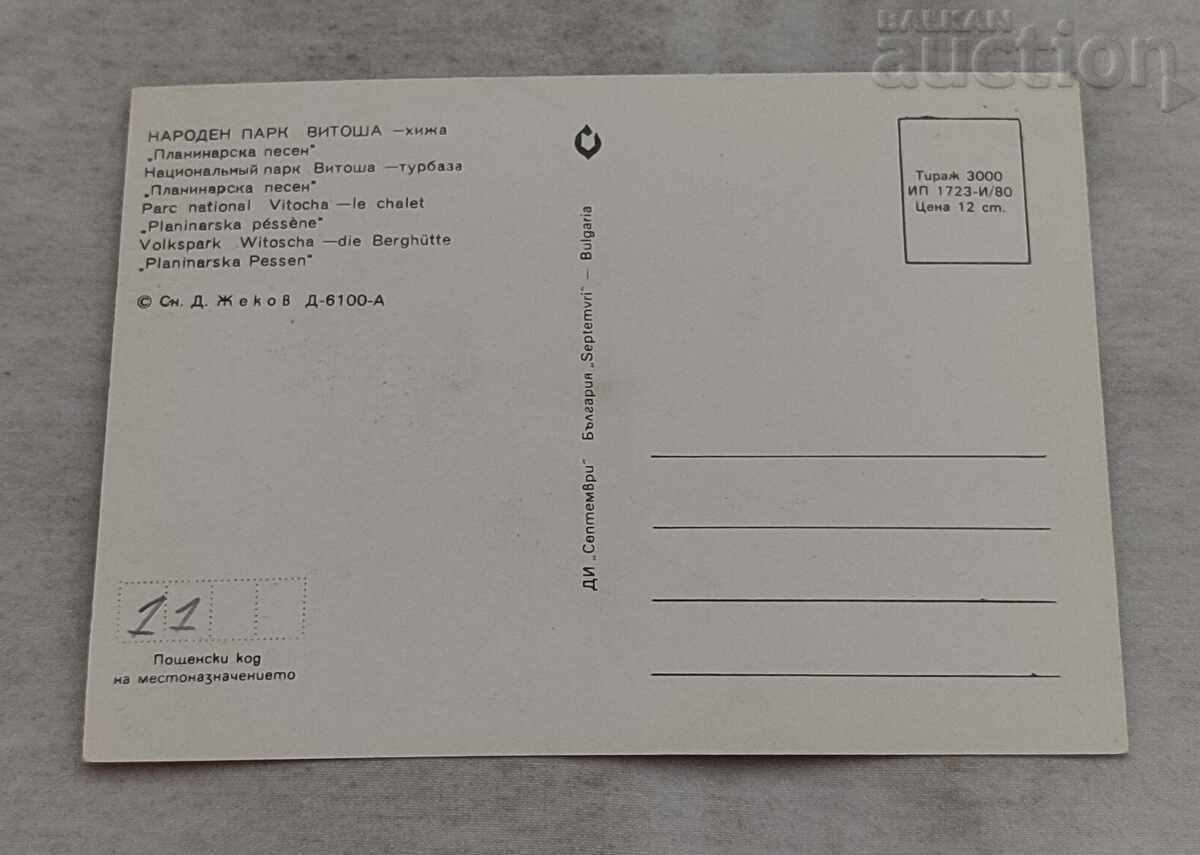 BALKAN
auction
НАРОДЕН ПАРК ВИТОША —хижа
„Планинарска песен"
Национальный парк Витоша —турбаза
„Планинарска песен"
Parc national Vitocha —le chalet
„Planinarska péssène"
Volkspark Witoscha —die Berghütte
„Planinarska Pessen"
© Сн. Д. Жеков Д-6100-А
11
Пощенски код
на местоназначението
ДИ „Септември" България „Septemvri" — Bulgaria
Тираж 3000
ИП 1723-И/80
Цена 12 ст.